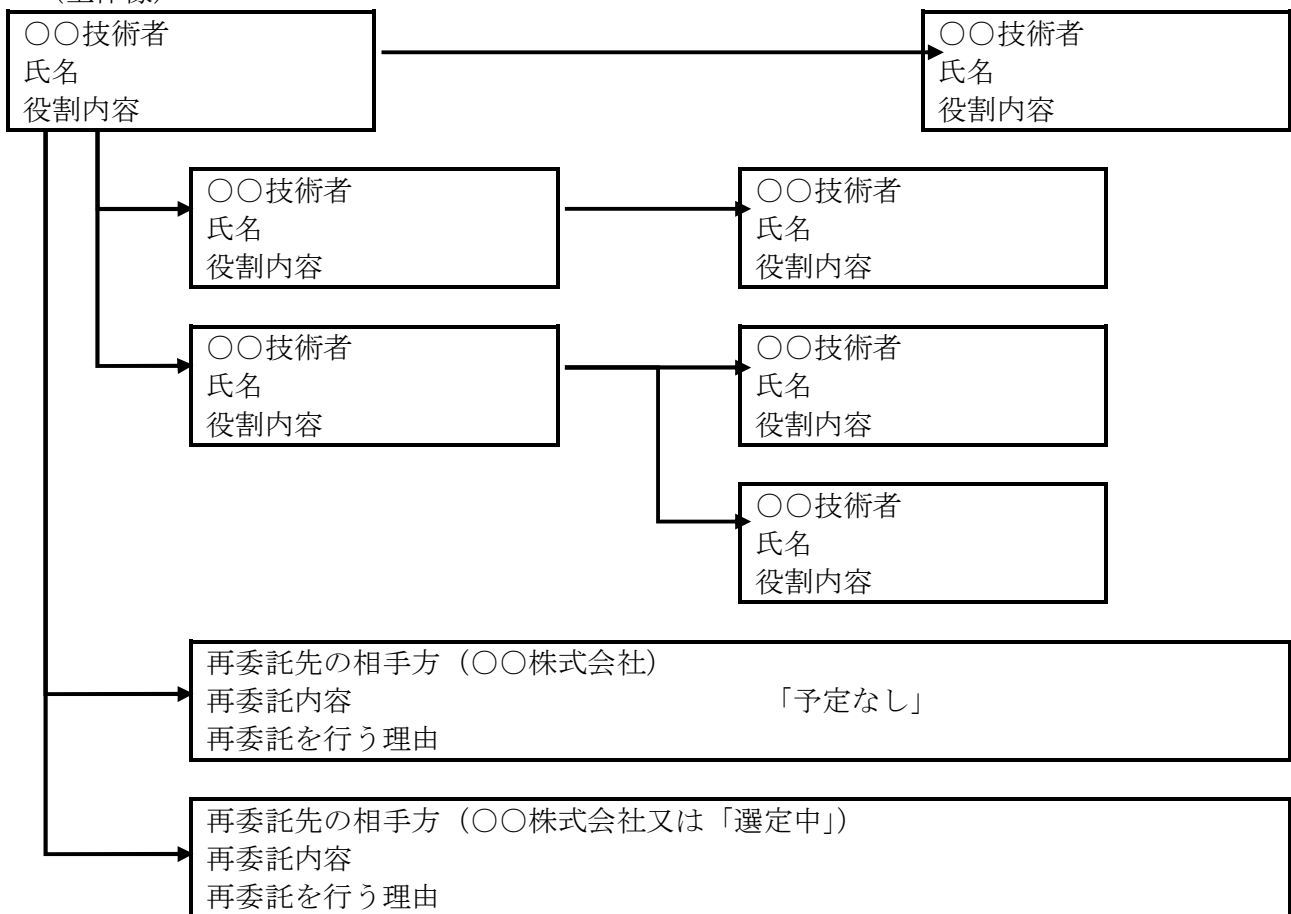 ○○技術者
氏名
役割内容
○○技術者
氏名
役割内容
○○技術者
氏名
役割内容
○○技術者
氏名
役割内容
○○技術者
氏名
役割内容
○○技術者
氏名
役割内容
○○技術者
氏名
役割内容
再委託先の相手方（○○株式会社）
再委託内容 「予定なし」
再委託を行う理由
再委託先の相手方（○○株式会社又は「選定中」）
再委託内容
再委託を行う理由